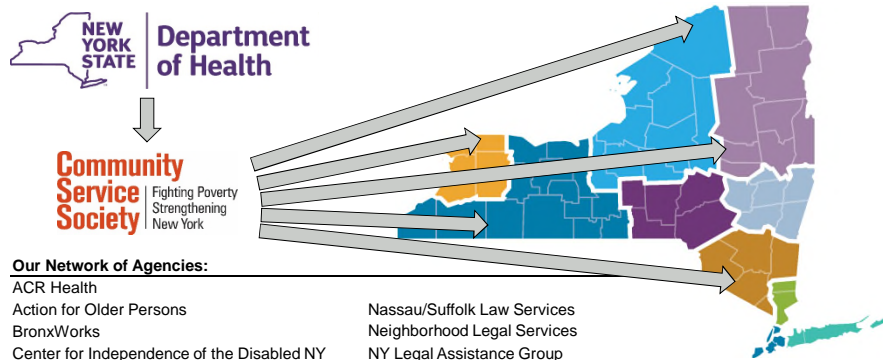 NEW
YORK
STATE
Department
of Health
Community
Service
Society
Fighting Poverty
Strengthening
New York
Our Network of Agencies:
ACR Health
Action for Older Persons
BronxWorks
Center for Independence of the Disabled NY
Nassau/Suffolk Law Services
Neighborhood Legal Services
NY Legal Assistance Group